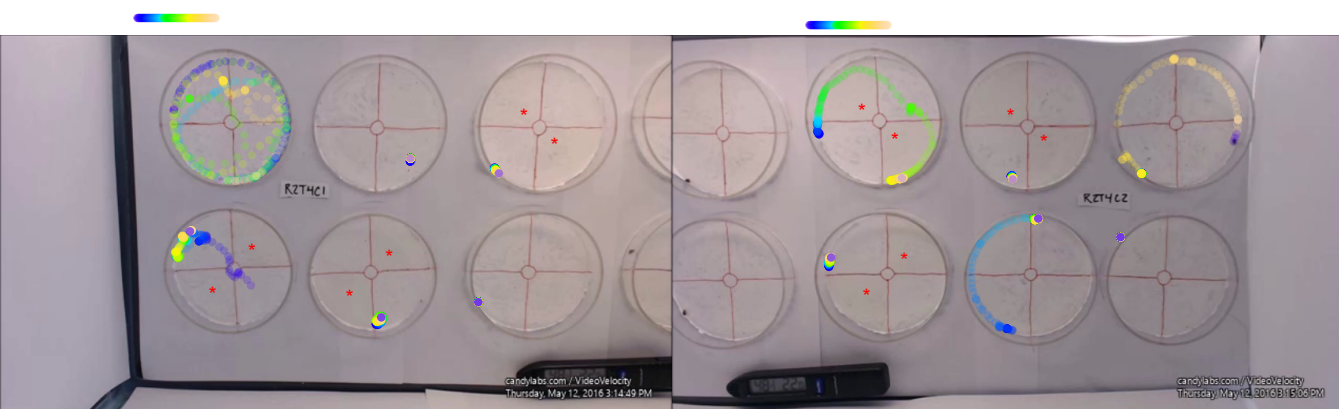 R2T4C1
R2T4C2
candylabs.com / VideoVelocity
Thursday, May 12, 2016 3:14:49 PM
candylabs.com / VideoVelocity
Thursday, May 12, 2016 3:15:06 PM